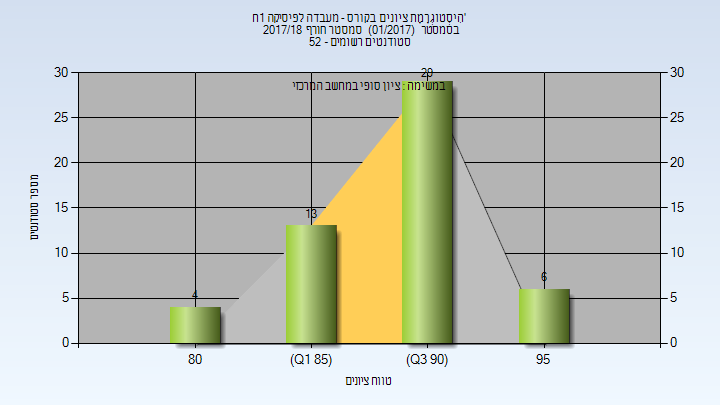 הִיסְטוֹגְרָמַת ציונים בקורס - מעבדה לפיסיקה 1ח'
בסמסטר (01/2017) סמסטר חורף 2017/18
סטודנטים רשומים - 52
במשימה : ציון סופי במחשב המרכזי
מספר סטודנטים
30
25
20
15
10
5
0
30
25
20
15
10
5
0
4
13
29
6
80
(Q1 85)
(Q3 90)
95
טווח ציונים